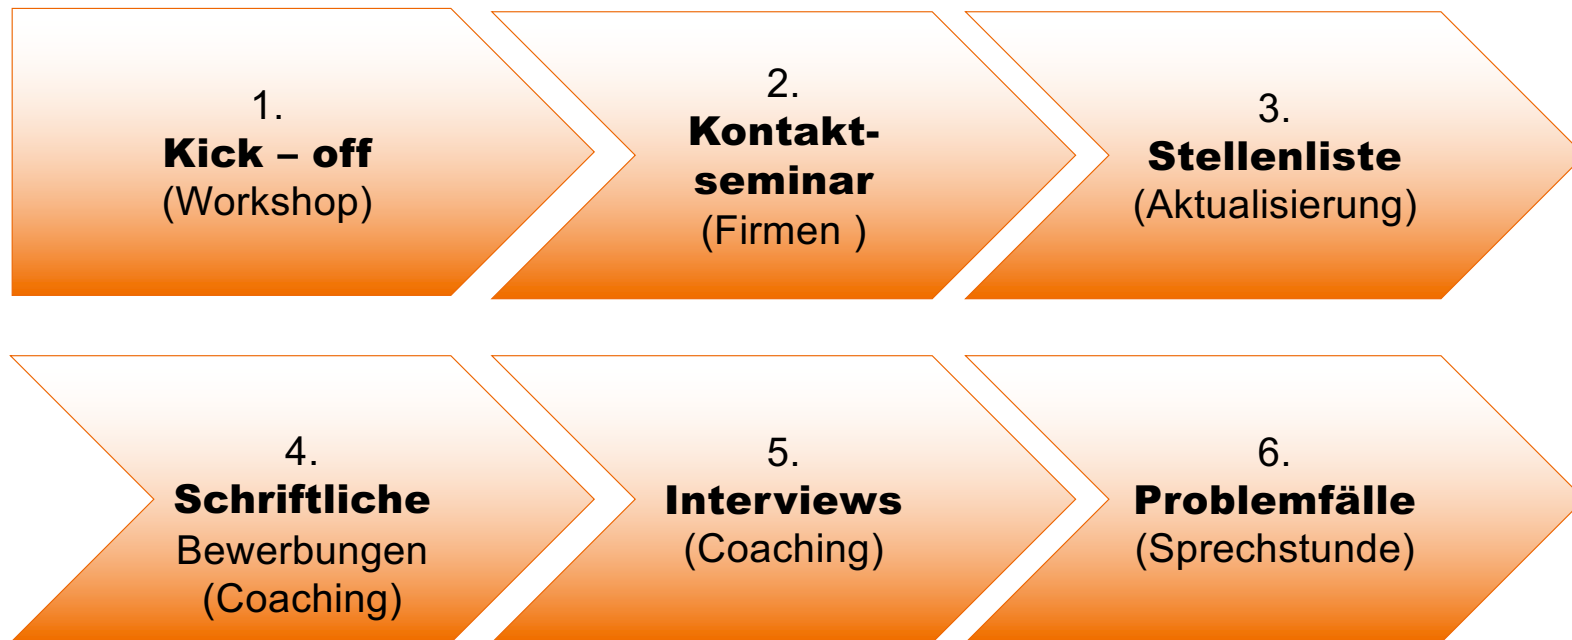 1.
Kick – off
(Workshop)
2.
Kontakt-
seminar
(Firmen )
3.
Stellenliste
(Aktualisierung)
4.
Schriftliche
Bewerbungen
(Coaching)
5.
Interviews
(Coaching)
6.
Problemfälle
(Sprechstunde)